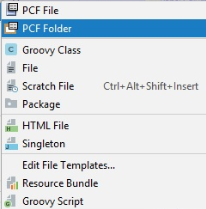 PCF File
PCF Folder
Groovy Class
File
Scratch File Ctrl+Alt+Shift+Insert
Package
HTML File
Singleton
Edit File Templates...
Resource Bundle
Groovy Script